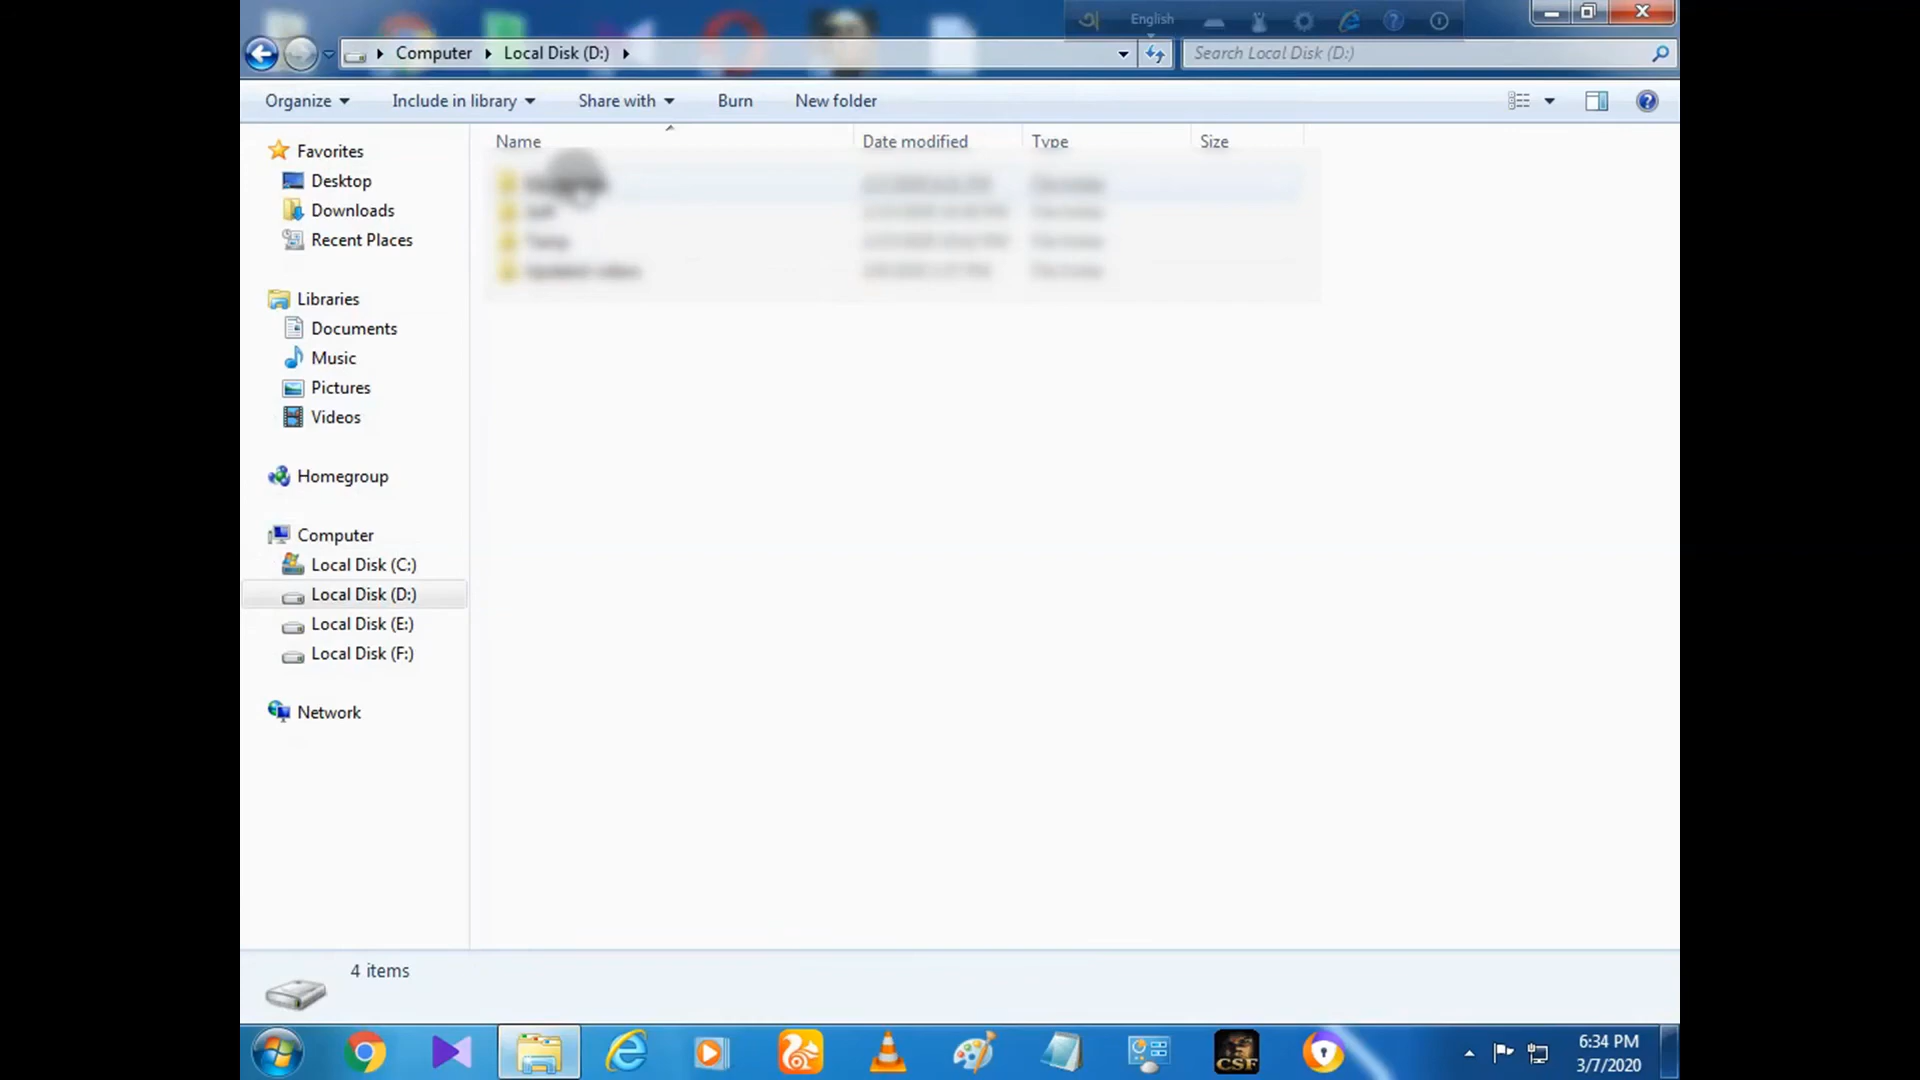 English
Computer Local Disk (D:)
Search Local Disk (D:)
Organize
Include in library
Share with
Burn
New folder
Name
Date modified
Type
Size
Favorites
Desktop
Downloads
Recent Places
Libraries
Documents
Music
Pictures
Videos
Homegroup
Computer
Local Disk (C:)
Local Disk (D:)
Local Disk (E:)
Local Disk (F:)
Network
4 items
CSF
6:34 PM
3/7/2020